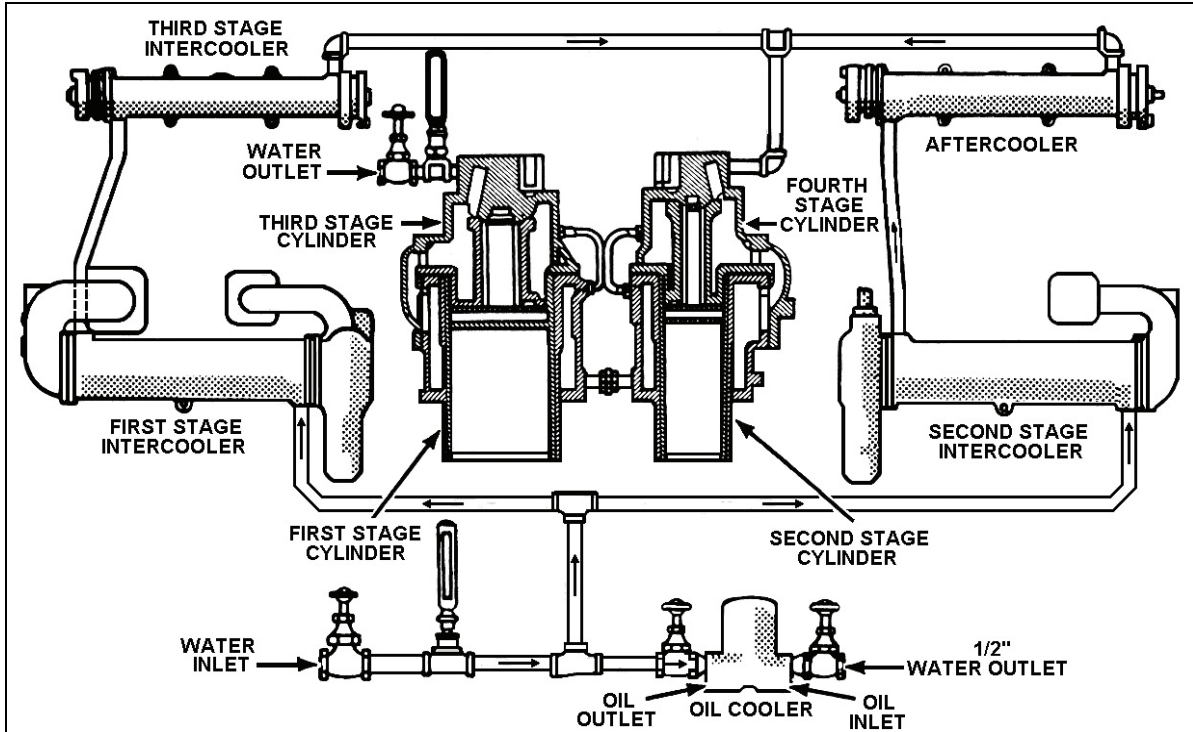 THIRD STAGE
INTERCOOLER
WATER
OUTLET
THIRD STAGE
CYLINDER
FOURTH
STAGE
CYLINDER
AFTERCOOLER
FIRST STAGE
INTERCOOLER
SECOND STAGE
INTERCOOLER
FIRST STAGE
CYLINDER
SECOND STAGE
CYLINDER
WATER
INLET
1/2"
WATER OUTLET
OIL
OUTLET
OIL COOLER
OIL
INLET